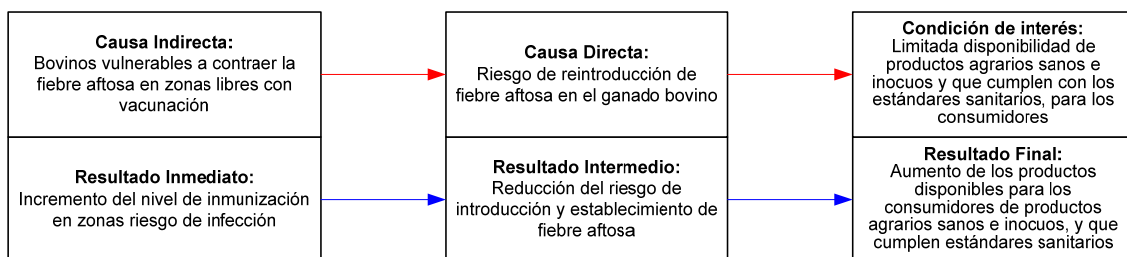 Causa Indirecta:
Bovinos vulnerables a contraer la
fiebre aftosa en zonas libres con
vacunación
Causa Directa:
Riesgo de reintroducción de
fiebre aftosa en el ganado bovino
Condición de interés:
Limitada disponibilidad de
productos agrarios sanos e
inocuos y que cumplen con los
estándares sanitarios, para los
consumidores
Resultado Inmediato:
Incremento del nivel de inmunización
en zonas riesgo de infección
Resultado Intermedio:
Reducción del riesgo de
introducción y establecimiento de
fiebre aftosa
Resultado Final:
Aumento de los productos
disponibles para los
consumidores de productos
agrarios sanos e inocuos, y que
cumplen estándares sanitarios